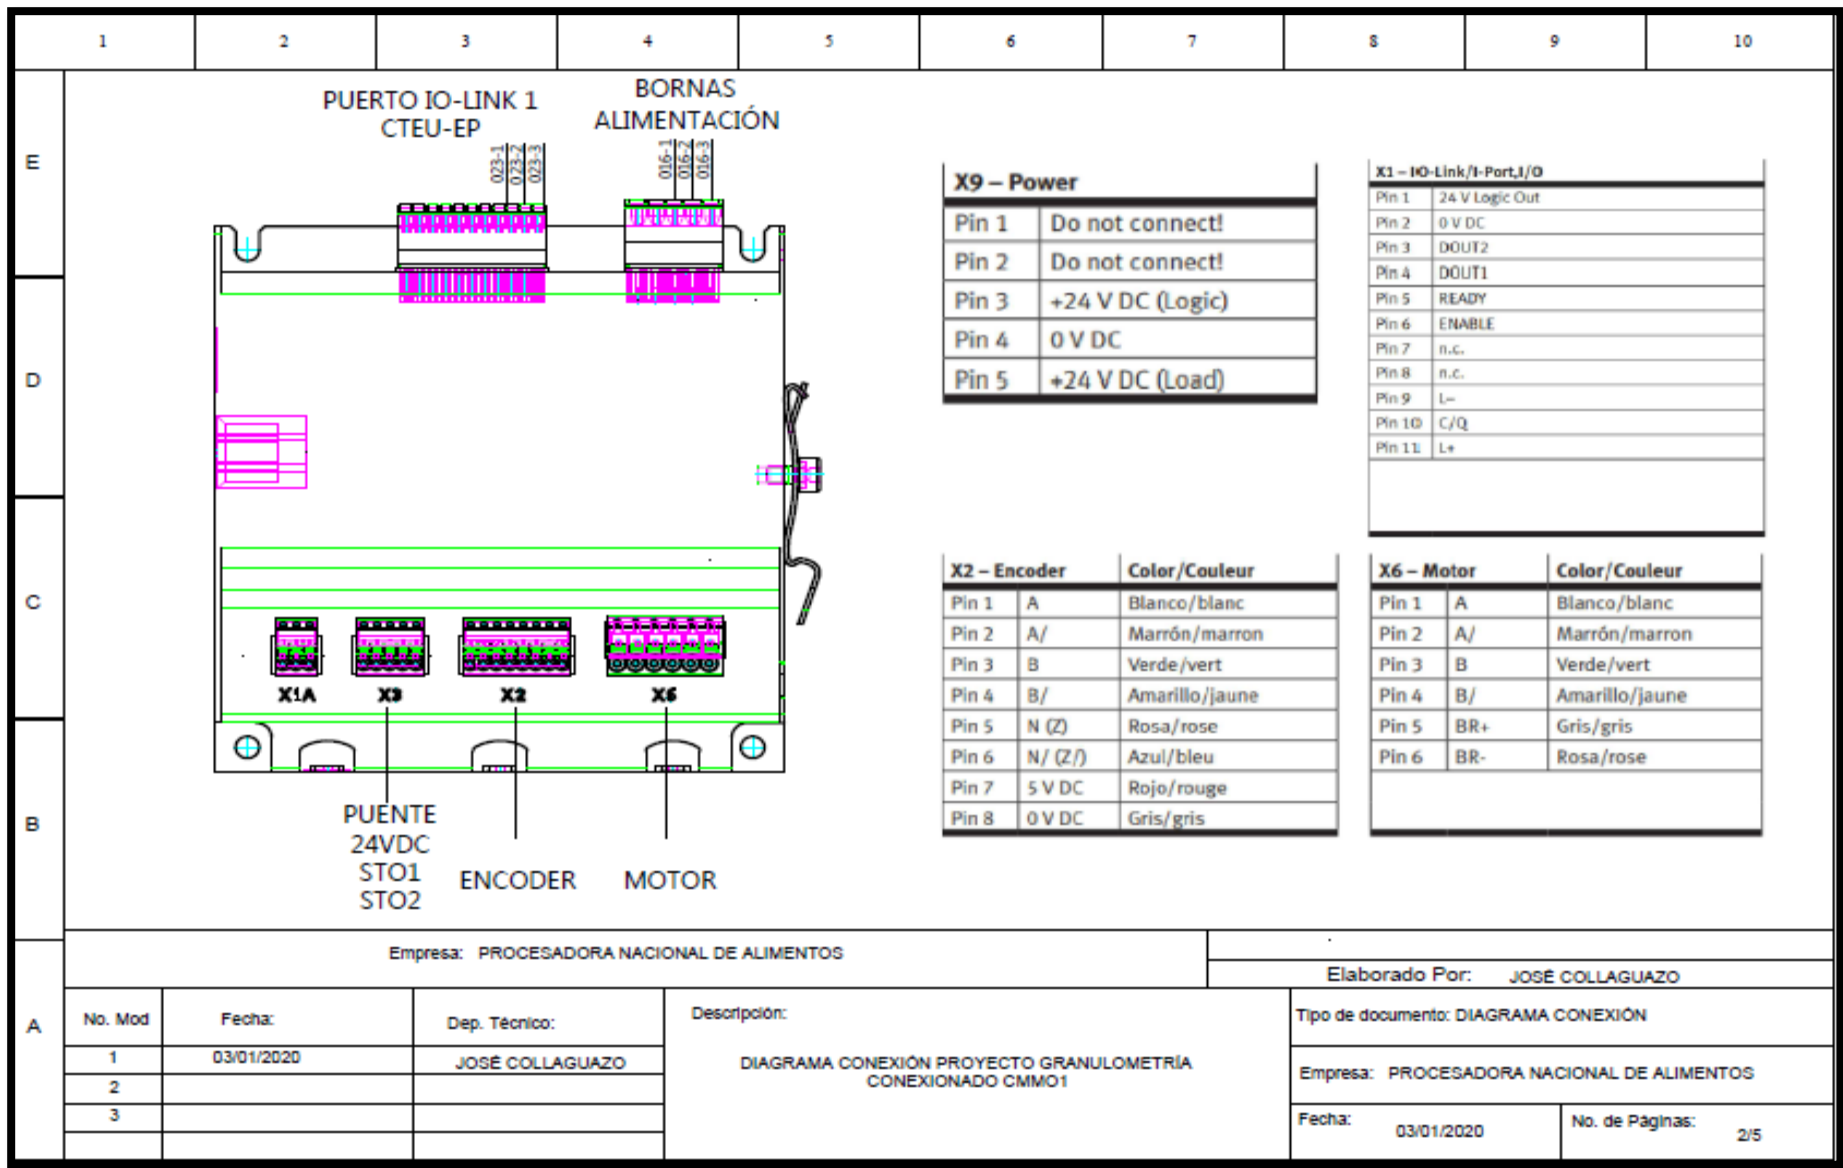 1 2 3 4 5 6 7 8 9 10
E
D
C
B
A
PUERTO IO-LINK 1
CTEU-EP
023-1
023-2
023-3
BORNAS
ALIMENTACIÓN
016-1
016-2
016-3
X1A X3 X2 X6
PUENTE
24VDC
STO1
STO2
ENCODER
MOTOR
X9 – Power
Pin 1 Do not connect!
Pin 2 Do not connect!
Pin 3 +24 V DC (Logic)
Pin 4 0 V DC
Pin 5 +24 V DC (Load)
X1 – IO-Link/I-Port,I/O
Pin 1 24 V Logic Out
Pin 2 0 V DC
Pin 3 DOUT2
Pin 4 DOUT1
Pin 5 READY
Pin 6 ENABLE
Pin 7 n.c.
Pin 8 n.c.
Pin 9 L–
Pin 10 C/Q
Pin 11 L+
X2 – Encoder Color/Couleur
Pin 1 A Blanco/blanc
Pin 2 A/ Marrón/marron
Pin 3 B Verde/vert
Pin 4 B/ Amarillo/jaune
Pin 5 N (Z) Rosa/rose
Pin 6 N/ (Z/) Azul/bleu
Pin 7 5 V DC Rojo/rouge
Pin 8 0 V DC Gris/gris
X6 – Motor Color/Couleur
Pin 1 A Blanco/blanc
Pin 2 A/ Marrón/marron
Pin 3 B Verde/vert
Pin 4 B/ Amarillo/jaune
Pin 5 BR+ Gris/gris
Pin 6 BR- Rosa/rose
Empresa: PROCESADORA NACIONAL DE ALIMENTOS
Elaborado Por: JOSÉ COLLAGUAZO
No. Mod Fecha: Dep. Técnico:
1 03/01/2020 JOSÉ COLLAGUAZO
2
3
Descripción:
DIAGRAMA CONEXIÓN PROYECTO GRANULOMETRÍA
CONEXIONADO CMMO1
Tipo de documento: DIAGRAMA CONEXIÓN
Empresa: PROCESADORA NACIONAL DE ALIMENTOS
Fecha: 03/01/2020
No. de Páginas: 2/5